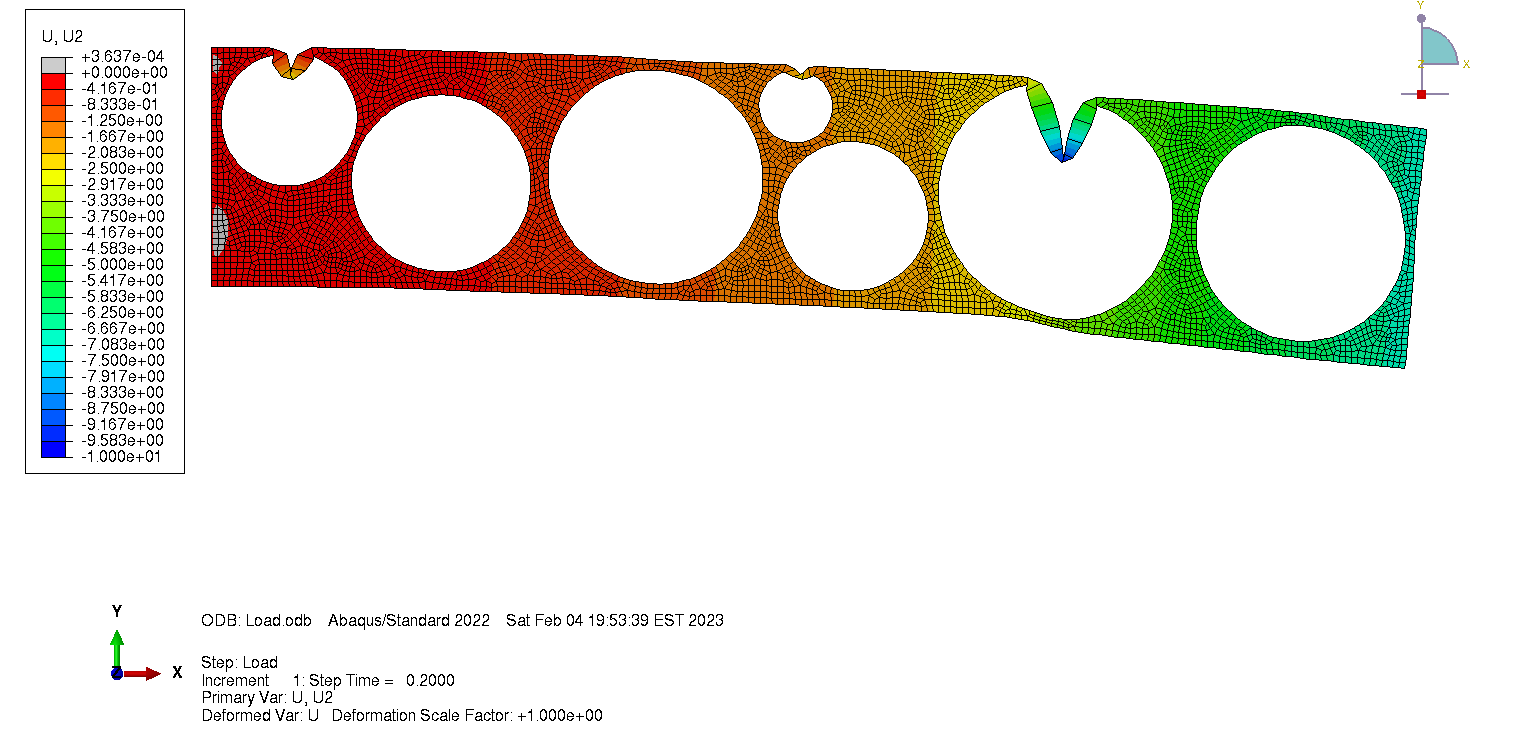 U, U2
+3.637e-04
+0.000e+00
-4.167e-01
-8.333e-01
-1.250e+00
-1.667e+00
-2.083e+00
-2.500e+00
-2.917e+00
-3.333e+00
-3.750e+00
-4.167e+00
-4.583e+00
-5.000e+00
-5.417e+00
-5.833e+00
-6.250e+00
-6.667e+00
-7.083e+00
-7.500e+00
-7.917e+00
-8.333e+00
-8.750e+00
-9.167e+00
-9.583e+00
-1.000e+01
Y
Z X
Y
Z X
ODB: Load.odb Abaqus/Standard 2022 Sat Feb 04 19:53:39 EST 2023
Step: Load
Increment 1: Step Time = 0.2000
Primary Var: U, U2
Deformed Var: U Deformation Scale Factor: +1.000e+00